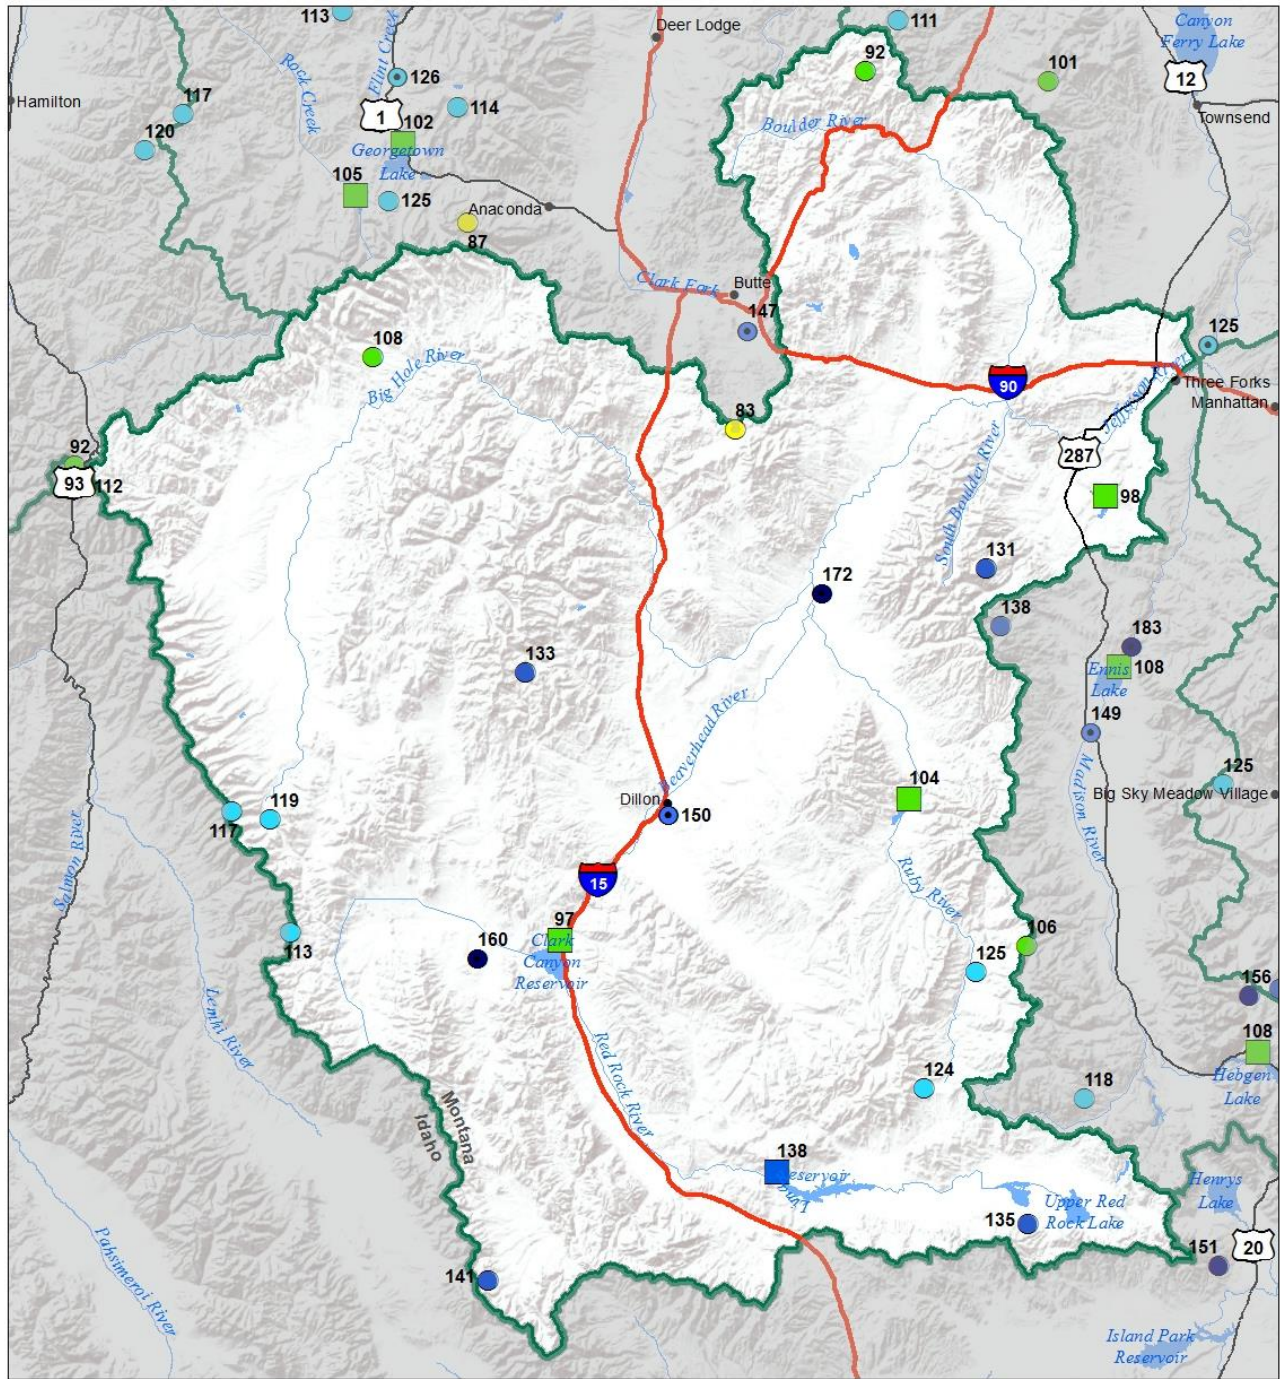 113
Deer Lodge
111
Canyon
Ferry Lake
Rock Creek
Flint Creek
126
92
101
12
Hamilton
117
114
1
102
Boulder River
Townsend
120
Georgetown
Lake
105
125
Anaconda
87
Clark Fork
Butte
147
125
108
Big Hole River
90
Jefferson River
Three Forks
Manhattan
83
92
93
112
287
South Boulder River
98
131
172
138
183
133
Ennis
Lake
108
149
Beaverhead River
Madison River
125
Big Sky Meadow Village
104
Dillon
150
117
119
Salmon River
15
Ruby River
97
106
113
160
Clark
Canyon
Reservoir
125
156
Lemhi River
Red Rock River
108
Hebgen
Lake
124
118
Montana
Idaho
138
Reservoir
Lima
Henrys
Lake
Upper Red
Rock Lake
135
Pahsimeroi River
141
151
20
Island Park
Reservoir